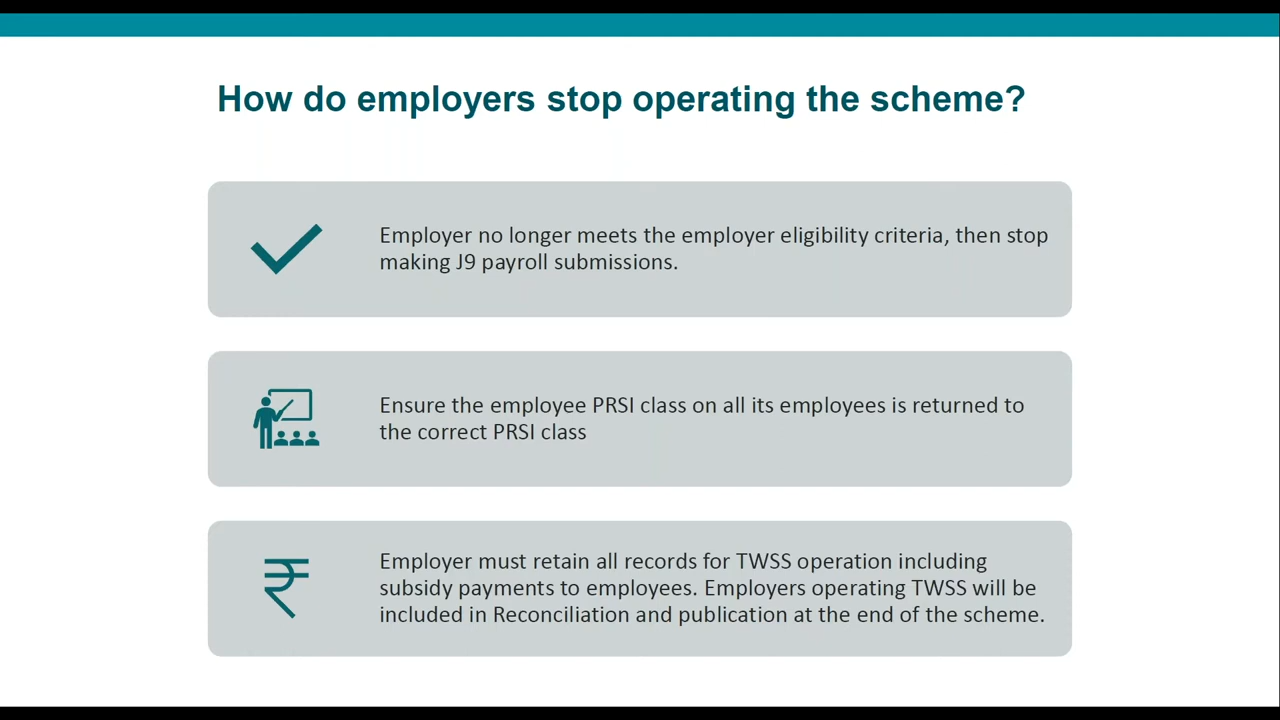 How do employers stop operating the scheme?
Employer no longer meets the employer eligibility criteria, then stop
making J9 payroll submissions.
Ensure the employee PRSI class on all its employees is returned to
the correct PRSI class
₹
Employer must retain all records for TWSS operation including
subsidy payments to employees. Employers operating TWSS will be
included in Reconciliation and publication at the end of the scheme.